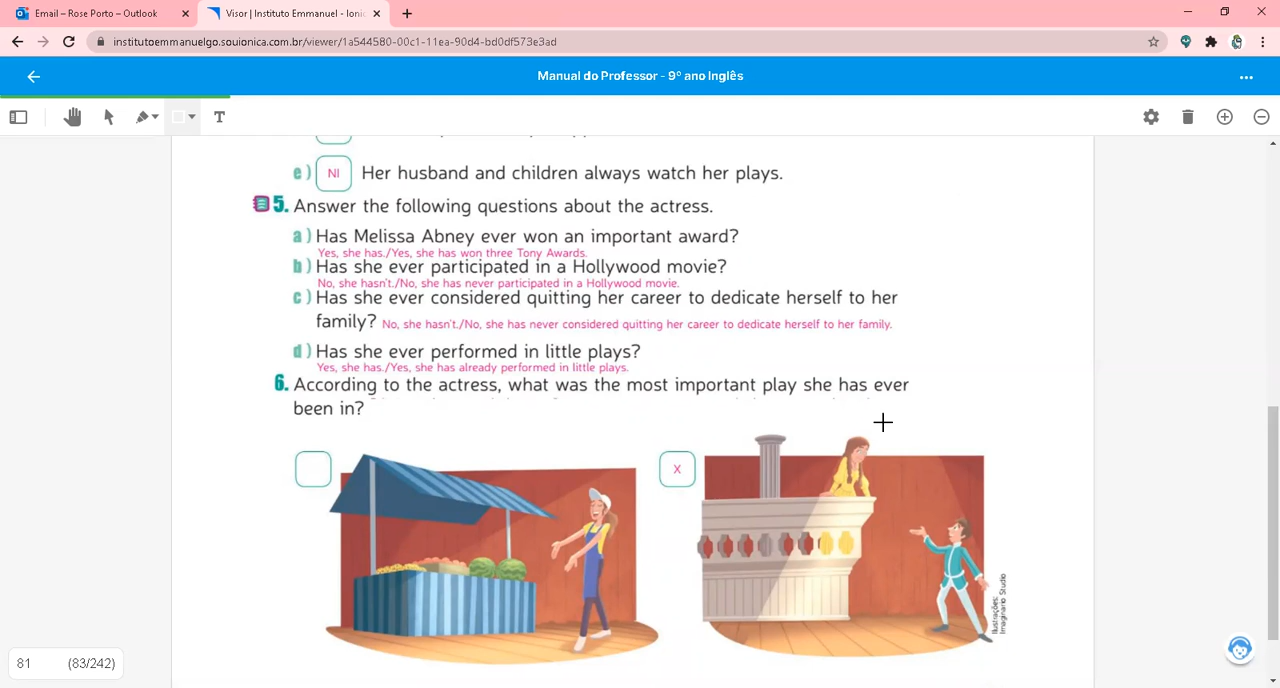 Email – Rose Porto – Outlook
Visor | Instituto Emmanuel - Ionic
institutoemmanuelgo.souionica.com.br/viewer/1a544580-00c1-11ea-90d4-bd0df573e3ad
Manual do Professor - 9º ano Inglês
T
e) NI Her husband and children always watch her plays.
5. Answer the following questions about the actress.
a) Has Melissa Abney ever won an important award?
Yes, she has./Yes, she has won three Tony Awards.
b) Has she ever participated in a Hollywood movie?
No, she hasn't./No, she has never participated in a Hollywood movie.
c) Has she ever considered quitting her career to dedicate herself to her
family? No, she hasn't./No, she has never considered quitting her career to dedicate herself to her family.
d) Has she ever performed in little plays?
Yes, she has./Yes, she has already performed in little plays.
6. According to the actress, what was the most important play she has ever
been in?
X
Ilustrações:
Imaginario Studio
81 (83/242)